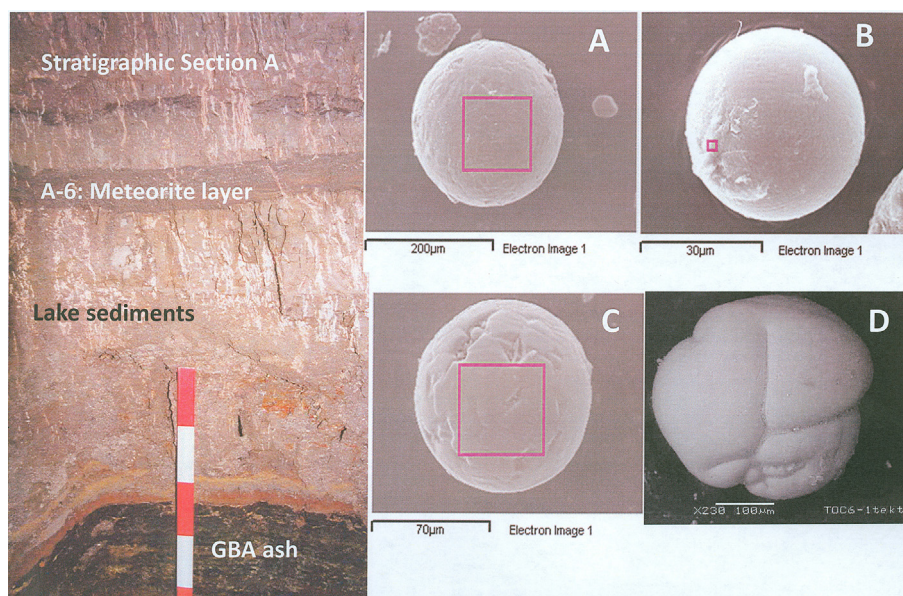 Stratigraphic Section A
A-6: Meteorite layer
Lake sediments
GBA ash
A
200µm Electron Image 1
B
30µm Electron Image 1
C
70µm Electron Image 1
D
X230 100µm TOC6-1tekt